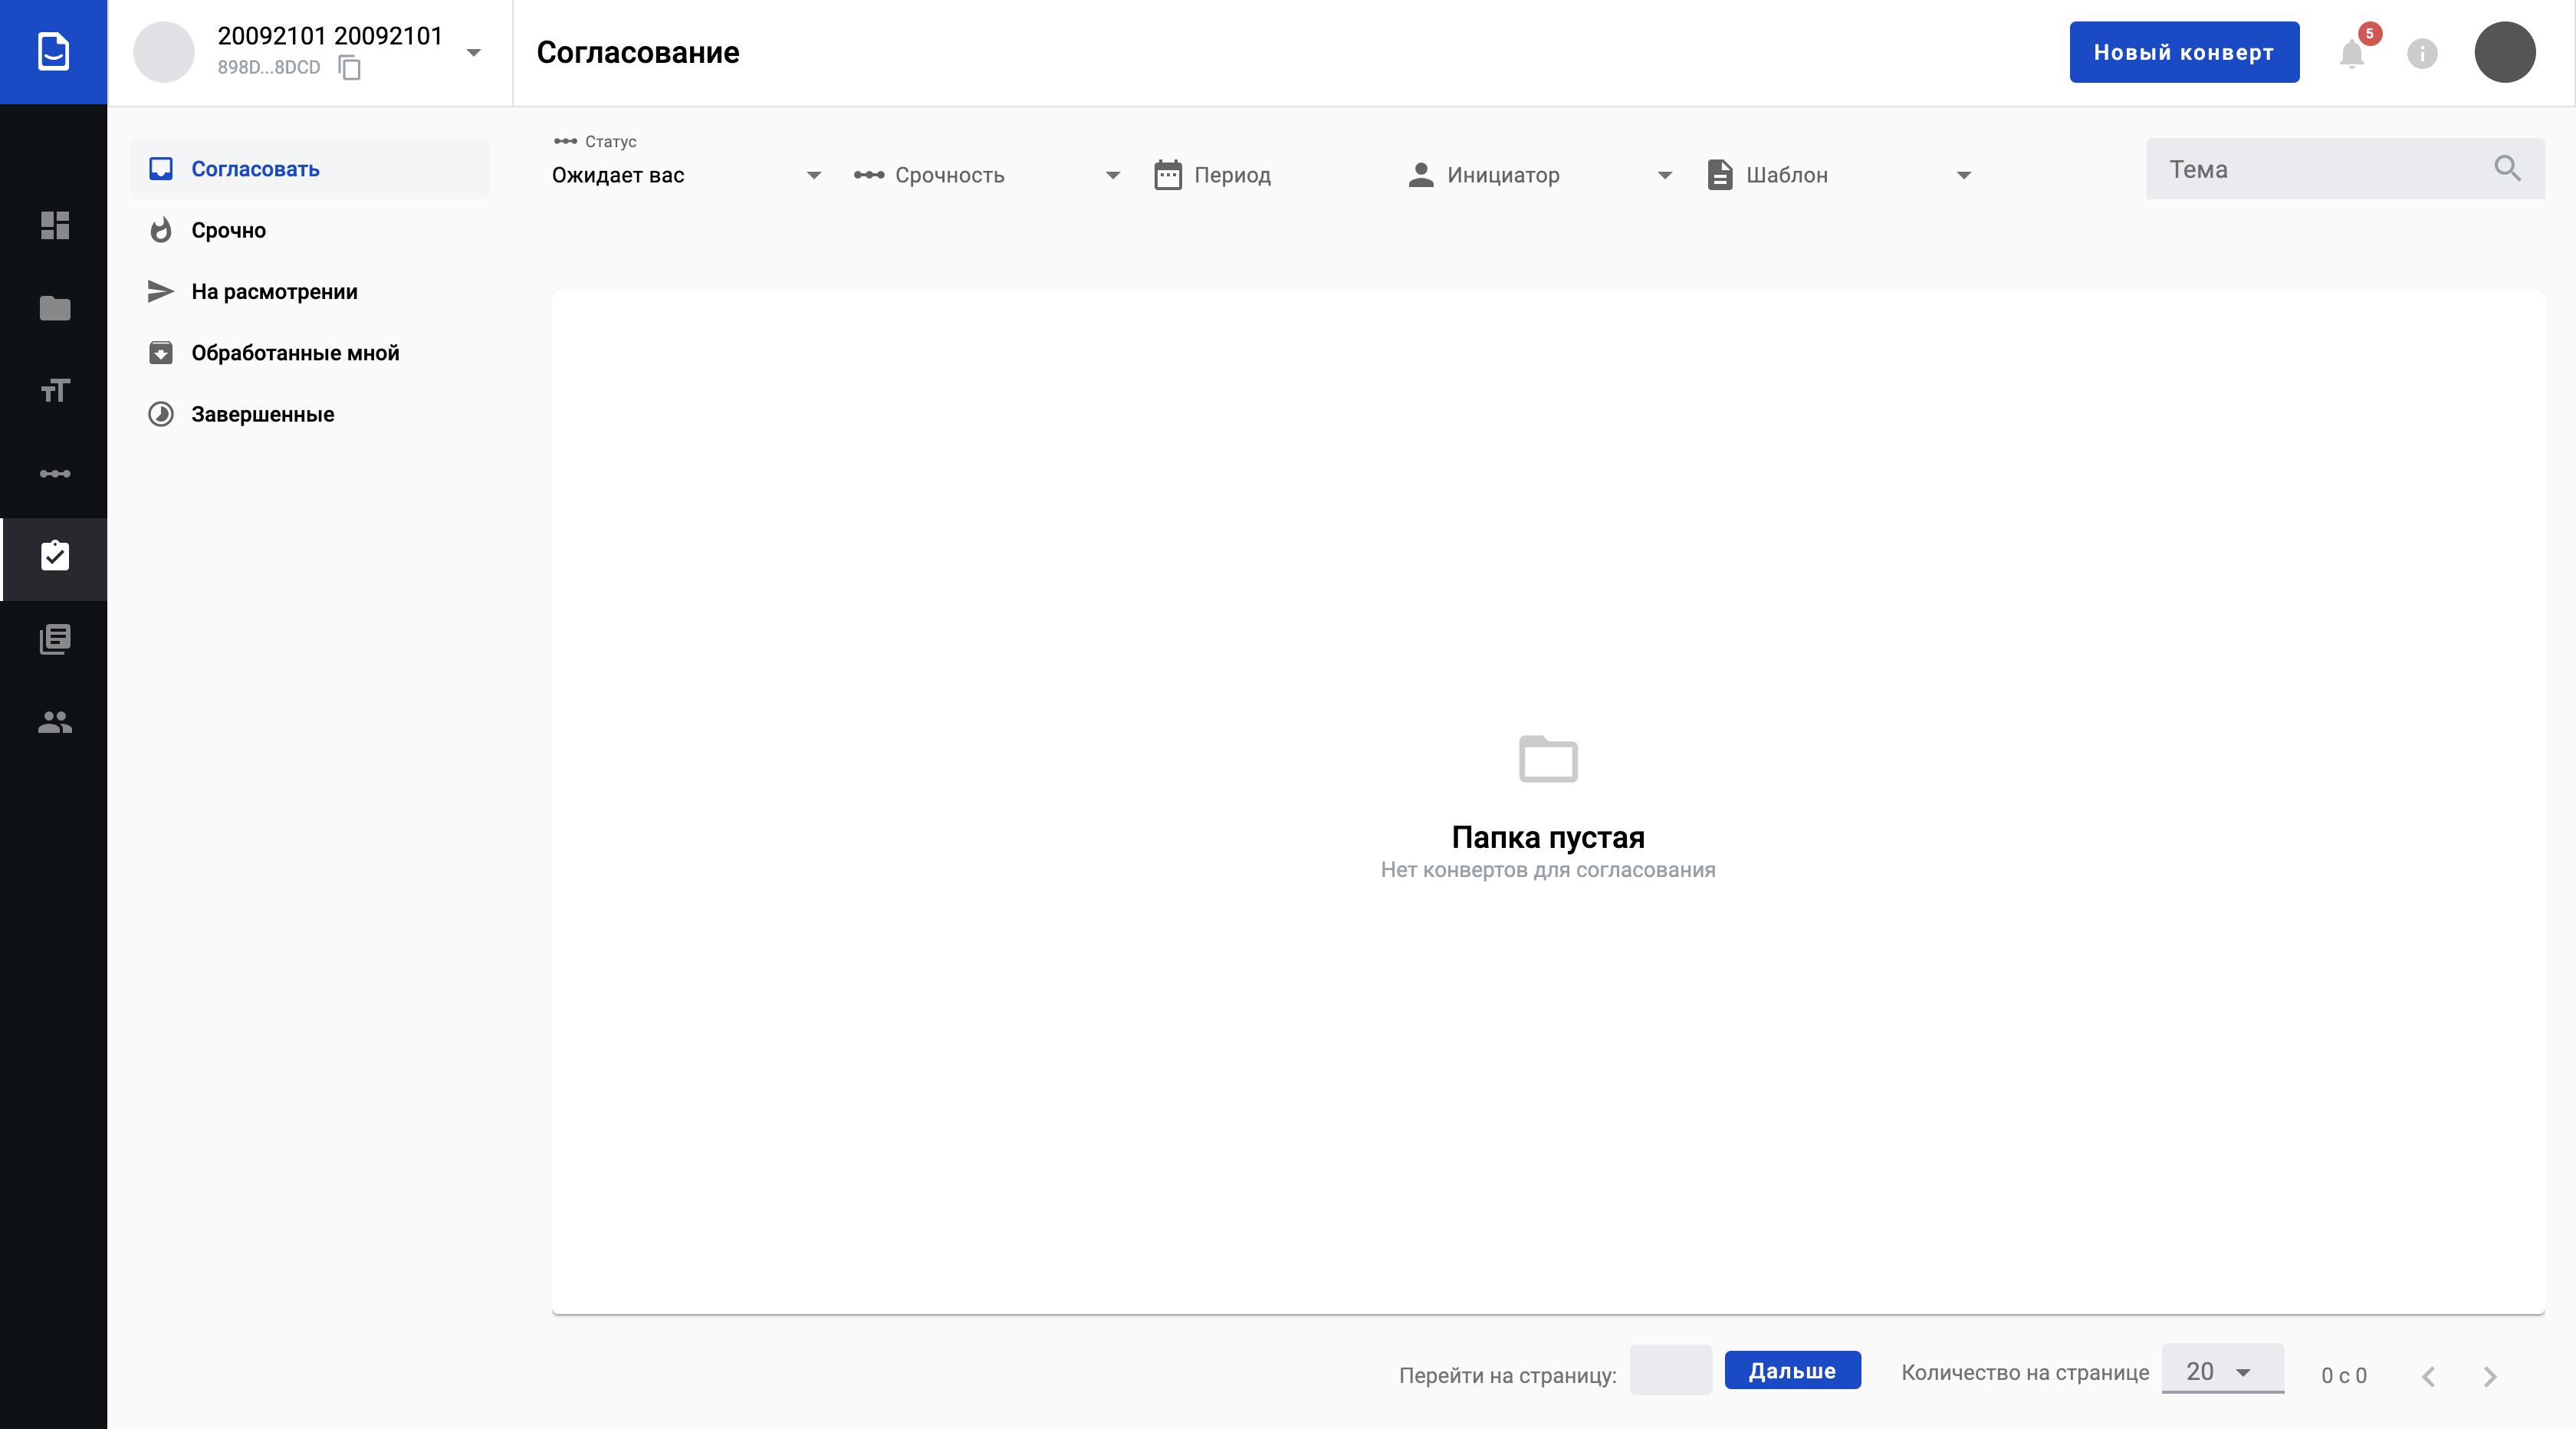 20092101 20092101
898D...8DCD
Согласование
Новый конверт
5
Согласовать
Срочно
На расмотрении
Обработанные мной
Завершенные
Статус
Ожидает вас
Срочность
Период
Инициатор
Шаблон
Тема
Папка пустая
Нет конвертов для согласования
Перейти на страницу:
Дальше
Количество на странице
20
0 с 0